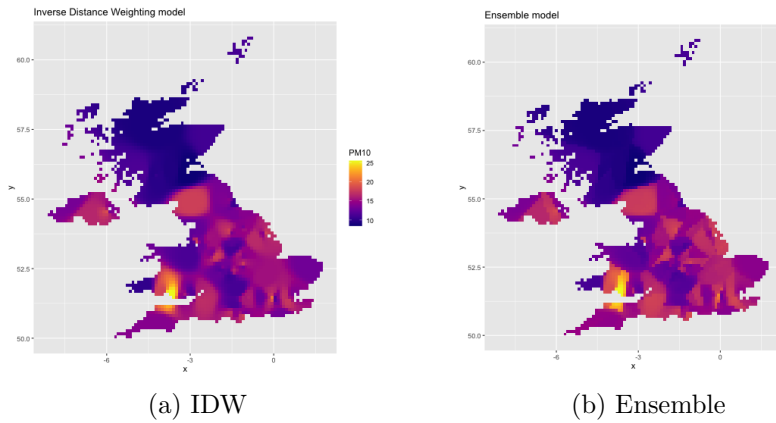 Inverse Distance Weighting model
60.0
57.5
y
55.0
52.5
50.0
-6
-3
0
x
PM10
25
20
15
10
Ensemble model
60.0
57.5
y
55.0
52.5
50.0
-6
-3
0
x
(a) IDW
(b) Ensemble